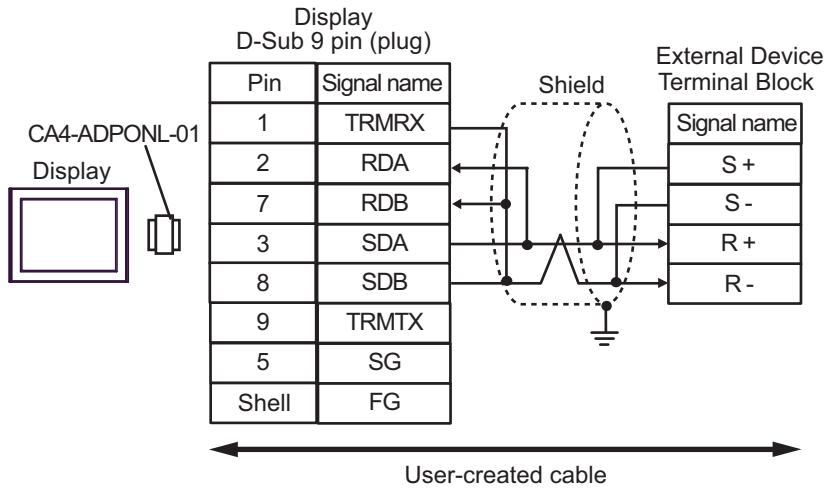 Display
D-Sub 9 pin (plug)
External Device
Terminal Block
Shield
CA4-ADPONL-01
Display
Pin Signal name
1 TRMRX
2 RDA
7 RDB
3 SDA
8 SDB
9 TRMTX
5 SG
Shell FG
Signal name
S +
S -
R +
R -
User-created cable